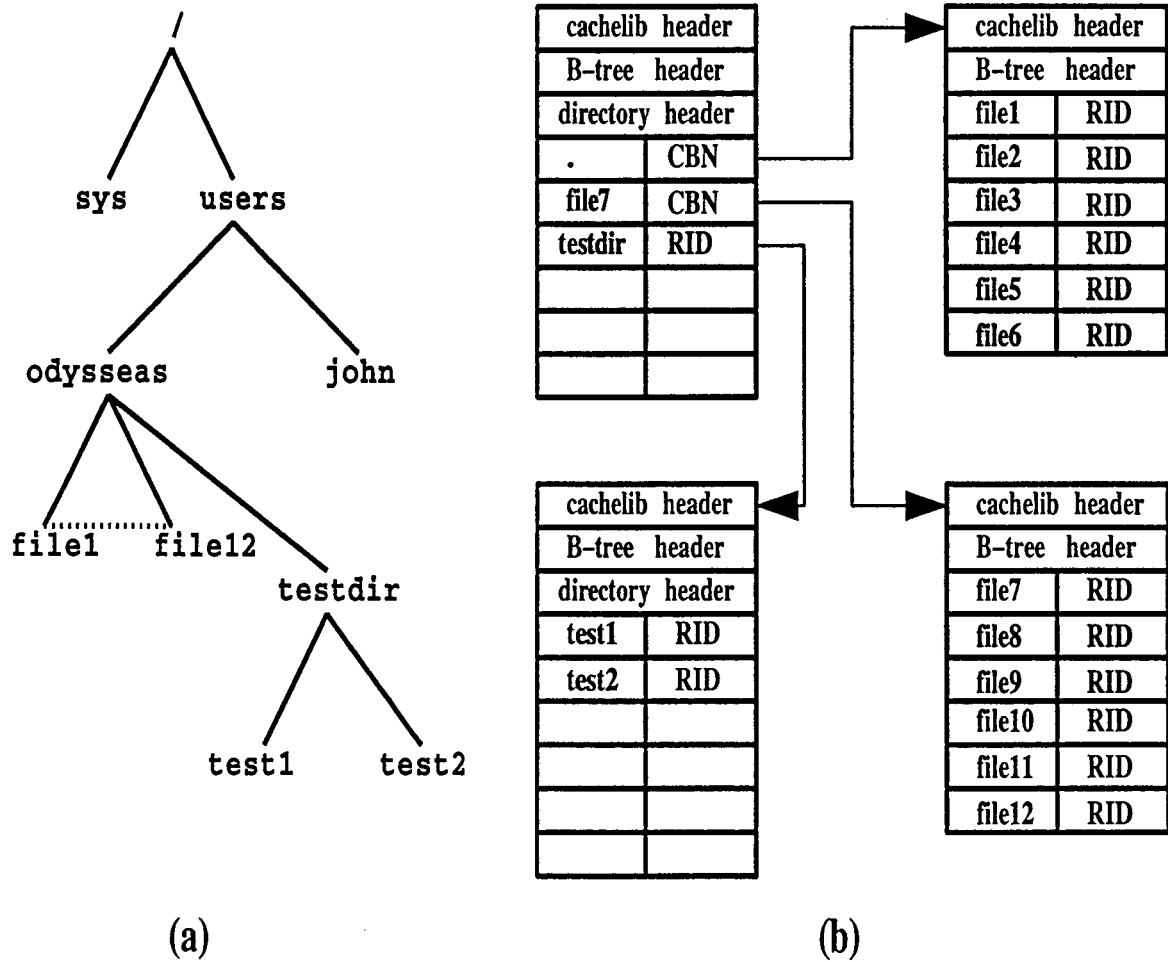 /
sys users
odysseas john
file1 file12
testdir
test1 test2
(a)
cachelib header
B-tree header
directory header
. CBN
file7 CBN
testdir RID
cachelib header
B-tree header
file1 RID
file2 RID
file3 RID
file4 RID
file5 RID
file6 RID
cachelib header
B-tree header
directory header
test1 RID
test2 RID
cachelib header
B-tree header
file7 RID
file8 RID
file9 RID
file10 RID
file11 RID
file12 RID
(b)